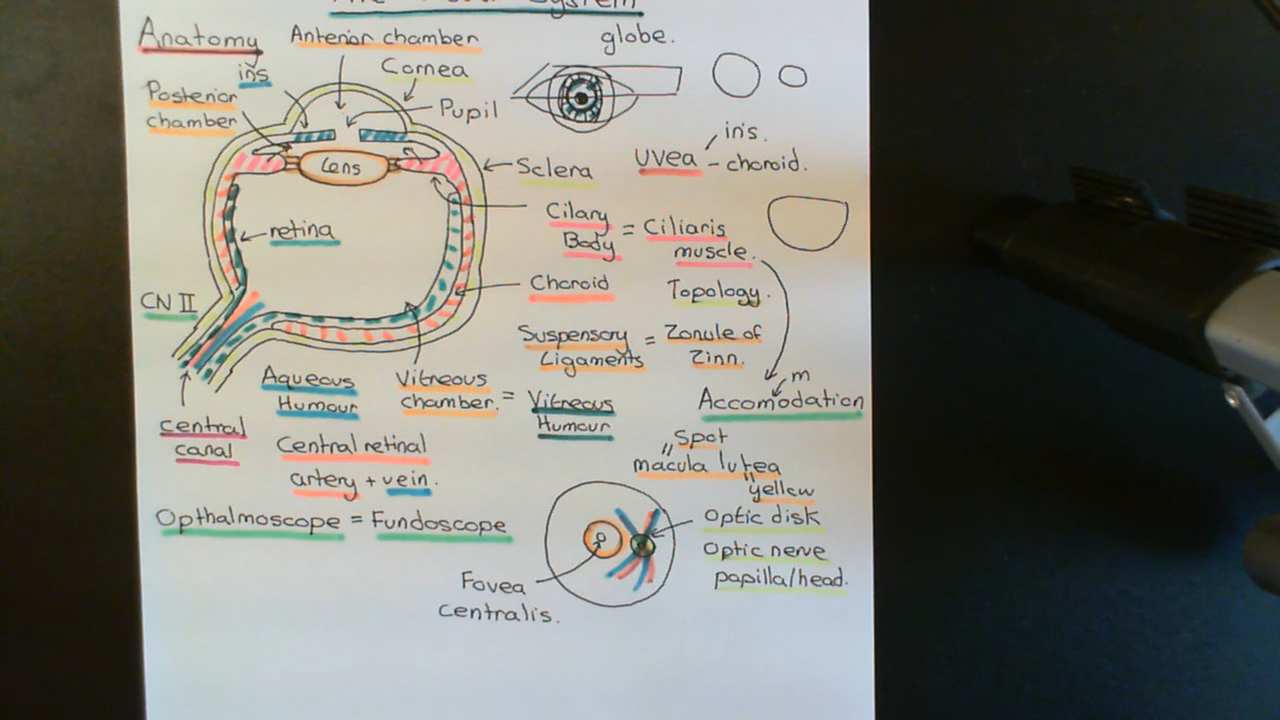 The System
Anatomy
Anterior chamber
globe.
iris
Cornea
Posterior
chamber
Pupil
Lens
Sclera
Uvea
iris.
choroid.
retina
Cilary
Body
= Ciliaris
muscle.
Choroid
Topology.
CN II
Suspensory
Ligaments
= Zonule of
Zinn.
Aqueous
Humour
Vitreous
chamber.
= Vitreous
Humour
m
Accomodation
central
canal
Central retinal
artery + vein.
Spot
"
macula lutea
"
yellow
Opthalmoscope = Fundoscope
Optic disk
Optic nerve
papilla/head.
Fovea
centralis.